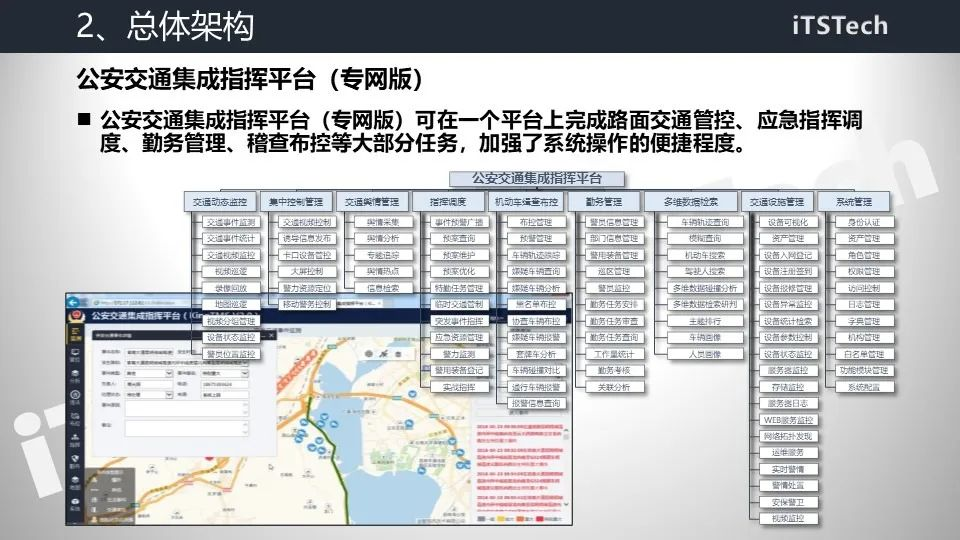 2、总体架构
iTSTech
公安交通集成指挥平台（专网版）
■ 公安交通集成指挥平台（专网版）可在一个平台上完成路面交通管控、应急指挥调
度、勤务管理、稽查布控等大部分任务，加强了系统操作的便捷程度。
公安交通集成指挥平台
交通动态监控
交通事件监测
交通事件统计
交通视频监控
视频巡逻
录像回放
地图巡逻
视频分组管理
设备状态监控
警员位置监控
集中控制管理
交通视频控制
诱导信息发布
卡口设备管控
大屏控制
警力资源定位
移动警务控制
交通舆情管理
舆情采集
舆情分析
专题追踪
舆情热点
信息检索
指挥调度
事件预警广播
预案查询
预案维护
预案优化
特勤任务管理
临时交通管制
突发事件指挥
应急资源管理
警力监测
警用装备登记
实战指挥
机动车缉查布控
布控管理
预警管理
车辆轨迹跟踪
嫌疑车辆查询
嫌疑车辆分析
黑名单布控
协查车辆布控
嫌疑车辆报警
套牌车分析
车辆碰撞对比
通行车辆报警
报警信息查询
勤务管理
警员信息管理
部门信息管理
警用装备管理
巡区管理
警员监控
勤务任务安排
勤务任务审查
勤务任务查询
工作量统计
勤务考核
关联分析
多维数据检索
车辆轨迹查询
模糊查询
机动车搜索
驾驶人搜索
多维数据碰撞分析
多维数据检索研判
主题排行
车辆画像
人员画像
交通设施管理
设备可视化
资产管理
设备入网登记
设备注册签到
设备报修管理
设备异常监控
设备统计检索
设备参数控制
设备状态监控
服务器监控
存储监控
服务器日志
WEB服务监控
网络拓扑发现
运维服务
实时警情
警情处置
安保警卫
视频监控
系统管理
身份认证
资产管理
角色管理
权限管理
访问控制
日志管理
字典管理
机构管理
白名单管理
功能模块管理
系统配置
公安交通集成指挥平台